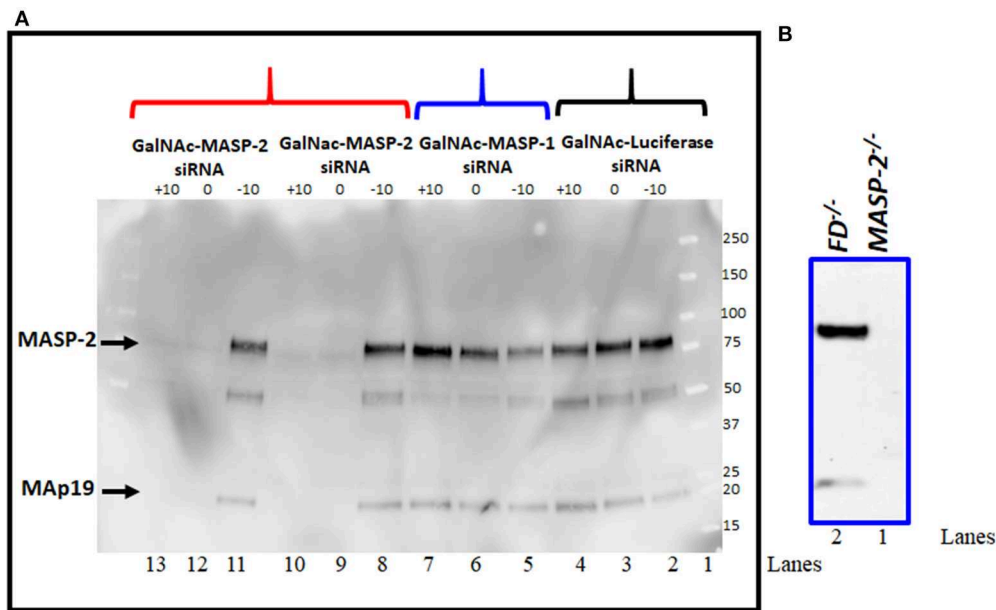 A
B
GalNAc-MASP-2 GalNac-MASP-2 GalNAc-MASP-1 GalNAc-Luciferase
siRNA siRNA siRNA siRNA
+10 0 -10 +10 0 -10 +10 0 -10 +10 0 -10
250
150
100
MASP-2 75
50
37
25
MAp19 20
15
13 12 11 10 9 8 7 6 5 4 3 2 1 Lanes
FD-/-
MASP-2-/-
2 1 Lanes